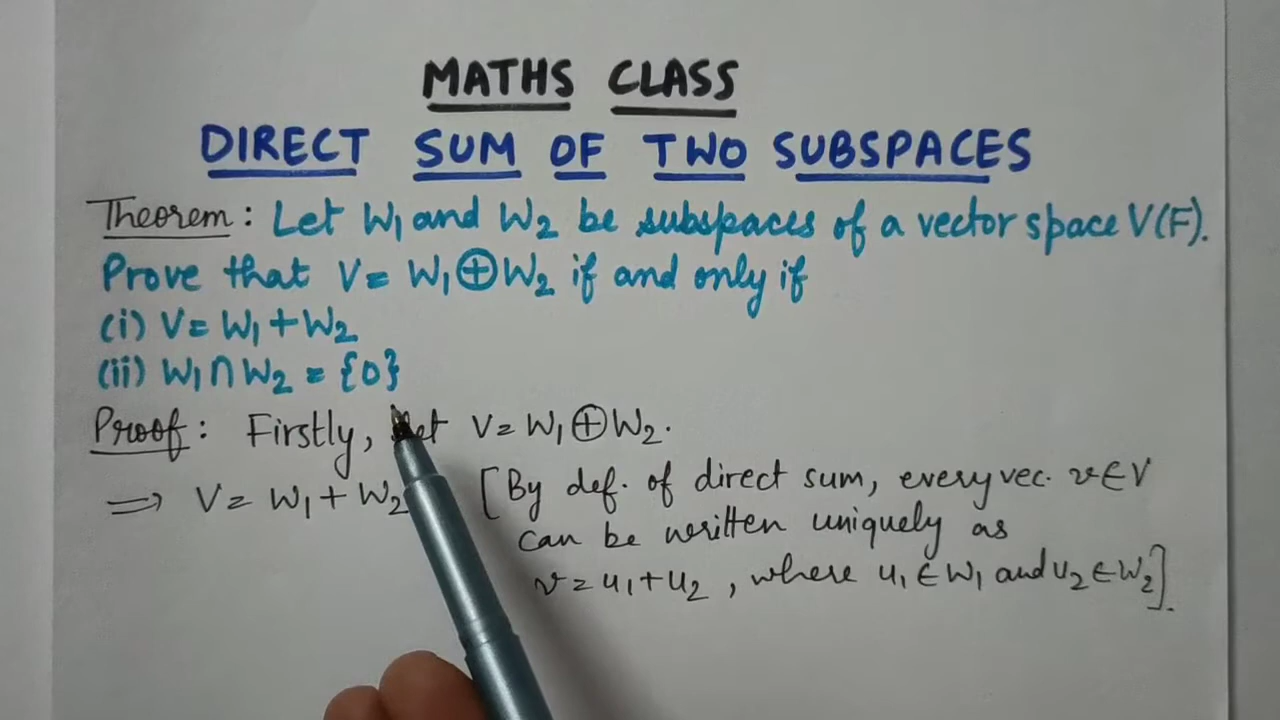 MATHS CLASS
DIRECT SUM OF TWO SUBSPACES
Theorem: Let W₁ and W₂ be subspaces of a vector space V(F).
Prove that V= W₁⊕W₂ if and only if
(i) V= W₁+W₂
(ii) W₁∩W₂ = {0}
Proof: Firstly, V= W₁⊕W₂.
⟹ V= W₁+W₂ [By def. of direct sum, every vec. v∈V
can be written uniquely as
v= u₁+u₂, where u₁∈W₁ and u₂∈W₂].